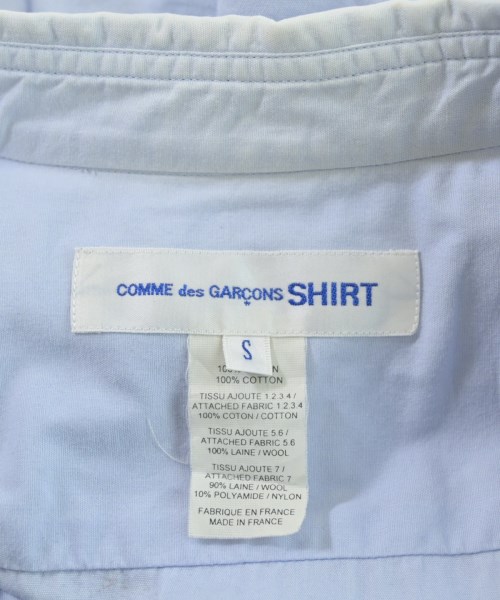 COMME des GARÇONS SHIRT
*
S
100% COTTON
TISSU AJOUTE 1.2.3.4 /
ATTACHED FABRIC 1.2.3.4
100% COTON / COTTON
TISSU AJOUTE 5.6 /
ATTACHED FABRIC 5.6
100% LAINE / WOOL
TISSU AJOUTE 7 /
ATTACHED FABRIC 7
90% LAINE / WOOL
10% POLYAMIDE / NYLON
FABRIQUE EN FRANCE
MADE IN FRANCE